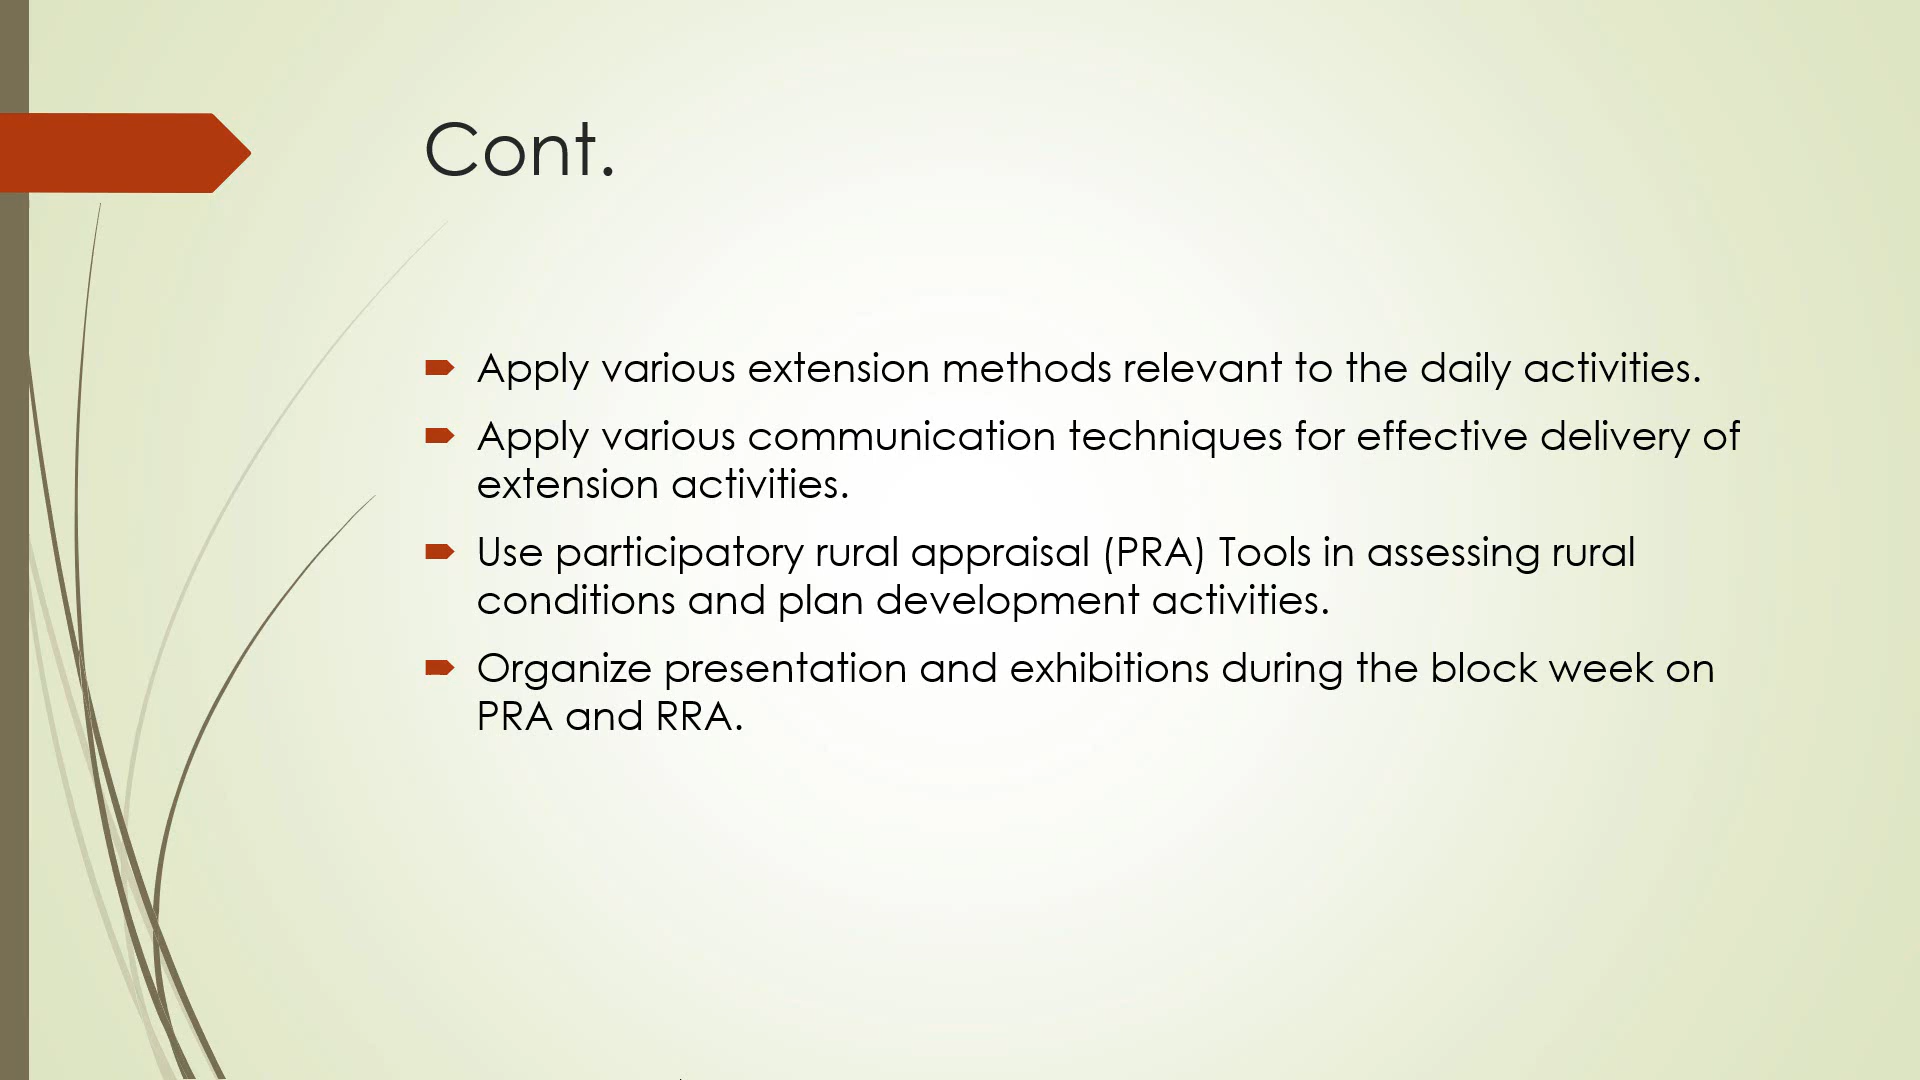 Cont.
Apply various extension methods relevant to the daily activities.
Apply various communication techniques for effective delivery of
extension activities.
Use participatory rural appraisal (PRA) Tools in assessing rural
conditions and plan development activities.
Organize presentation and exhibitions during the block week on
PRA and RRA.